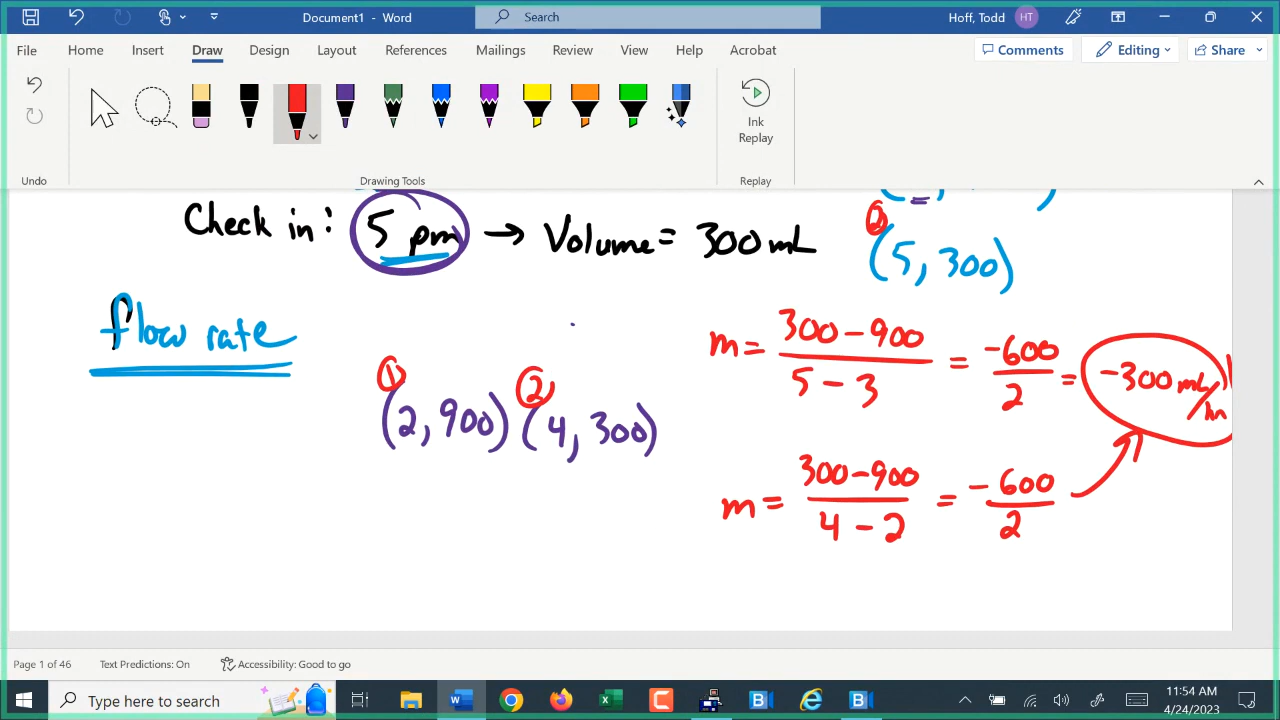 Document1 • Word
Search
Hoff, Todd
HT
File
Home
Insert
Draw
Design
Layout
References
Mailings
Review
View
Help
Acrobat
Comments
Editing
Share
Ink Replay
Undo
Drawing Tools
Replay
Check in: 5 pm → Volume = 300 mL
(5, 300)
flow rate
m = 300 - 900 / 5 - 3 = -600 / 2 = -300 mL/hr
① (2, 900) ② (4, 300)
m = 300 - 900 / 4 - 2 = -600 / 2
Page 1 of 46
Text Predictions: On
Accessibility: Good to go
Type here to search
11:54 AM
4/24/2023